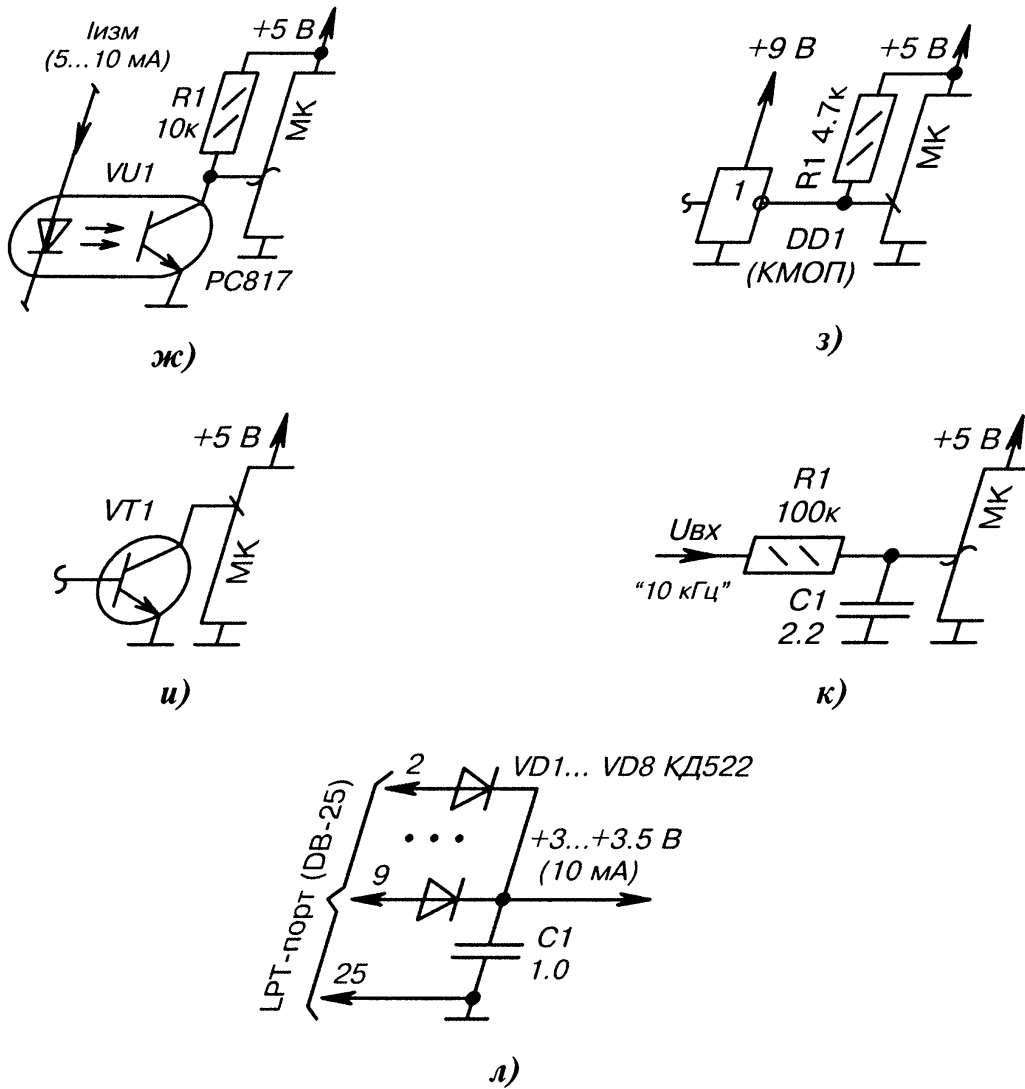 Iизм
(5...10 мА)
+5 В
R1
10к
МК
VU1
PC817
ж)
+9 В
+5 В
R1 4.7к
МК
1
DD1
(КМОП)
з)
+5 В
VT1
МК
и)
+5 В
R1
100к
МК
Uвх
“10 кГц”
C1
2.2
к)
LPT-порт (DB-25)
2
VD1... VD8 КД522
+3...+3.5 В
(10 мА)
9
C1
1.0
25
л)